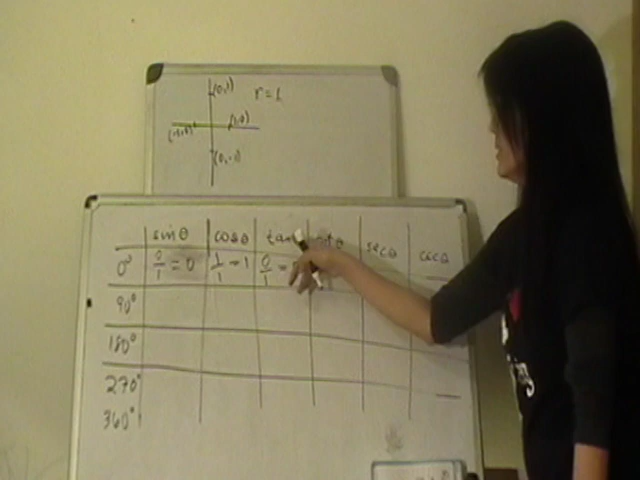 (0,1) r=1
(-1,0) (1,0)
(0,-1)
sinθ cosθ tan θ secθ cscθ
0° 0/1 = 0 1/1 = 1 0/1 =
90°
180°
270°
360°